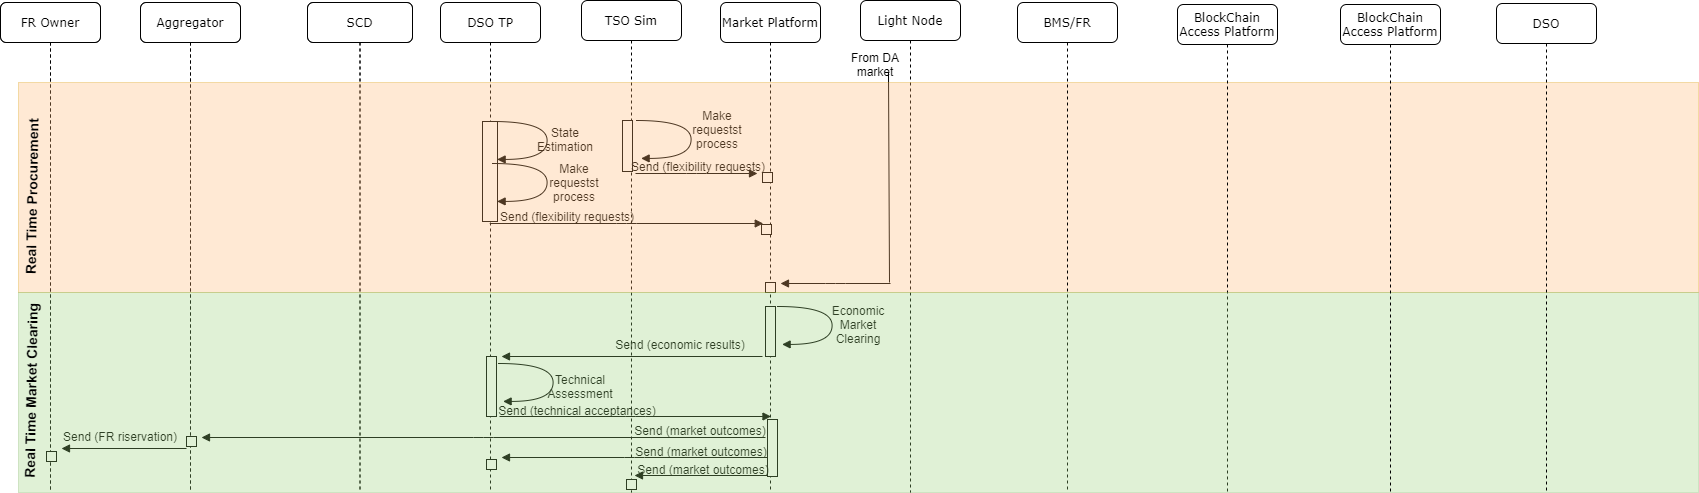 FR Owner
Aggregator
SCD
DSO TP
TSO Sim
Market Platform
Light Node
BMS/FR
BlockChain
Access Platform
BlockChain
Access Platform
DSO
From DA
market
Real Time Procurement
State
Estimation
Make
requestst
process
Make
requestst
process
Send (flexibility requests)
Send (flexibility requests)
Real Time Market Clearing
Economic
Market
Clearing
Send (economic results)
Technical
Assessment
Send (technical acceptances)
Send (market outcomes)
Send (FR riservation)
Send (market outcomes)
Send (market outcomes)